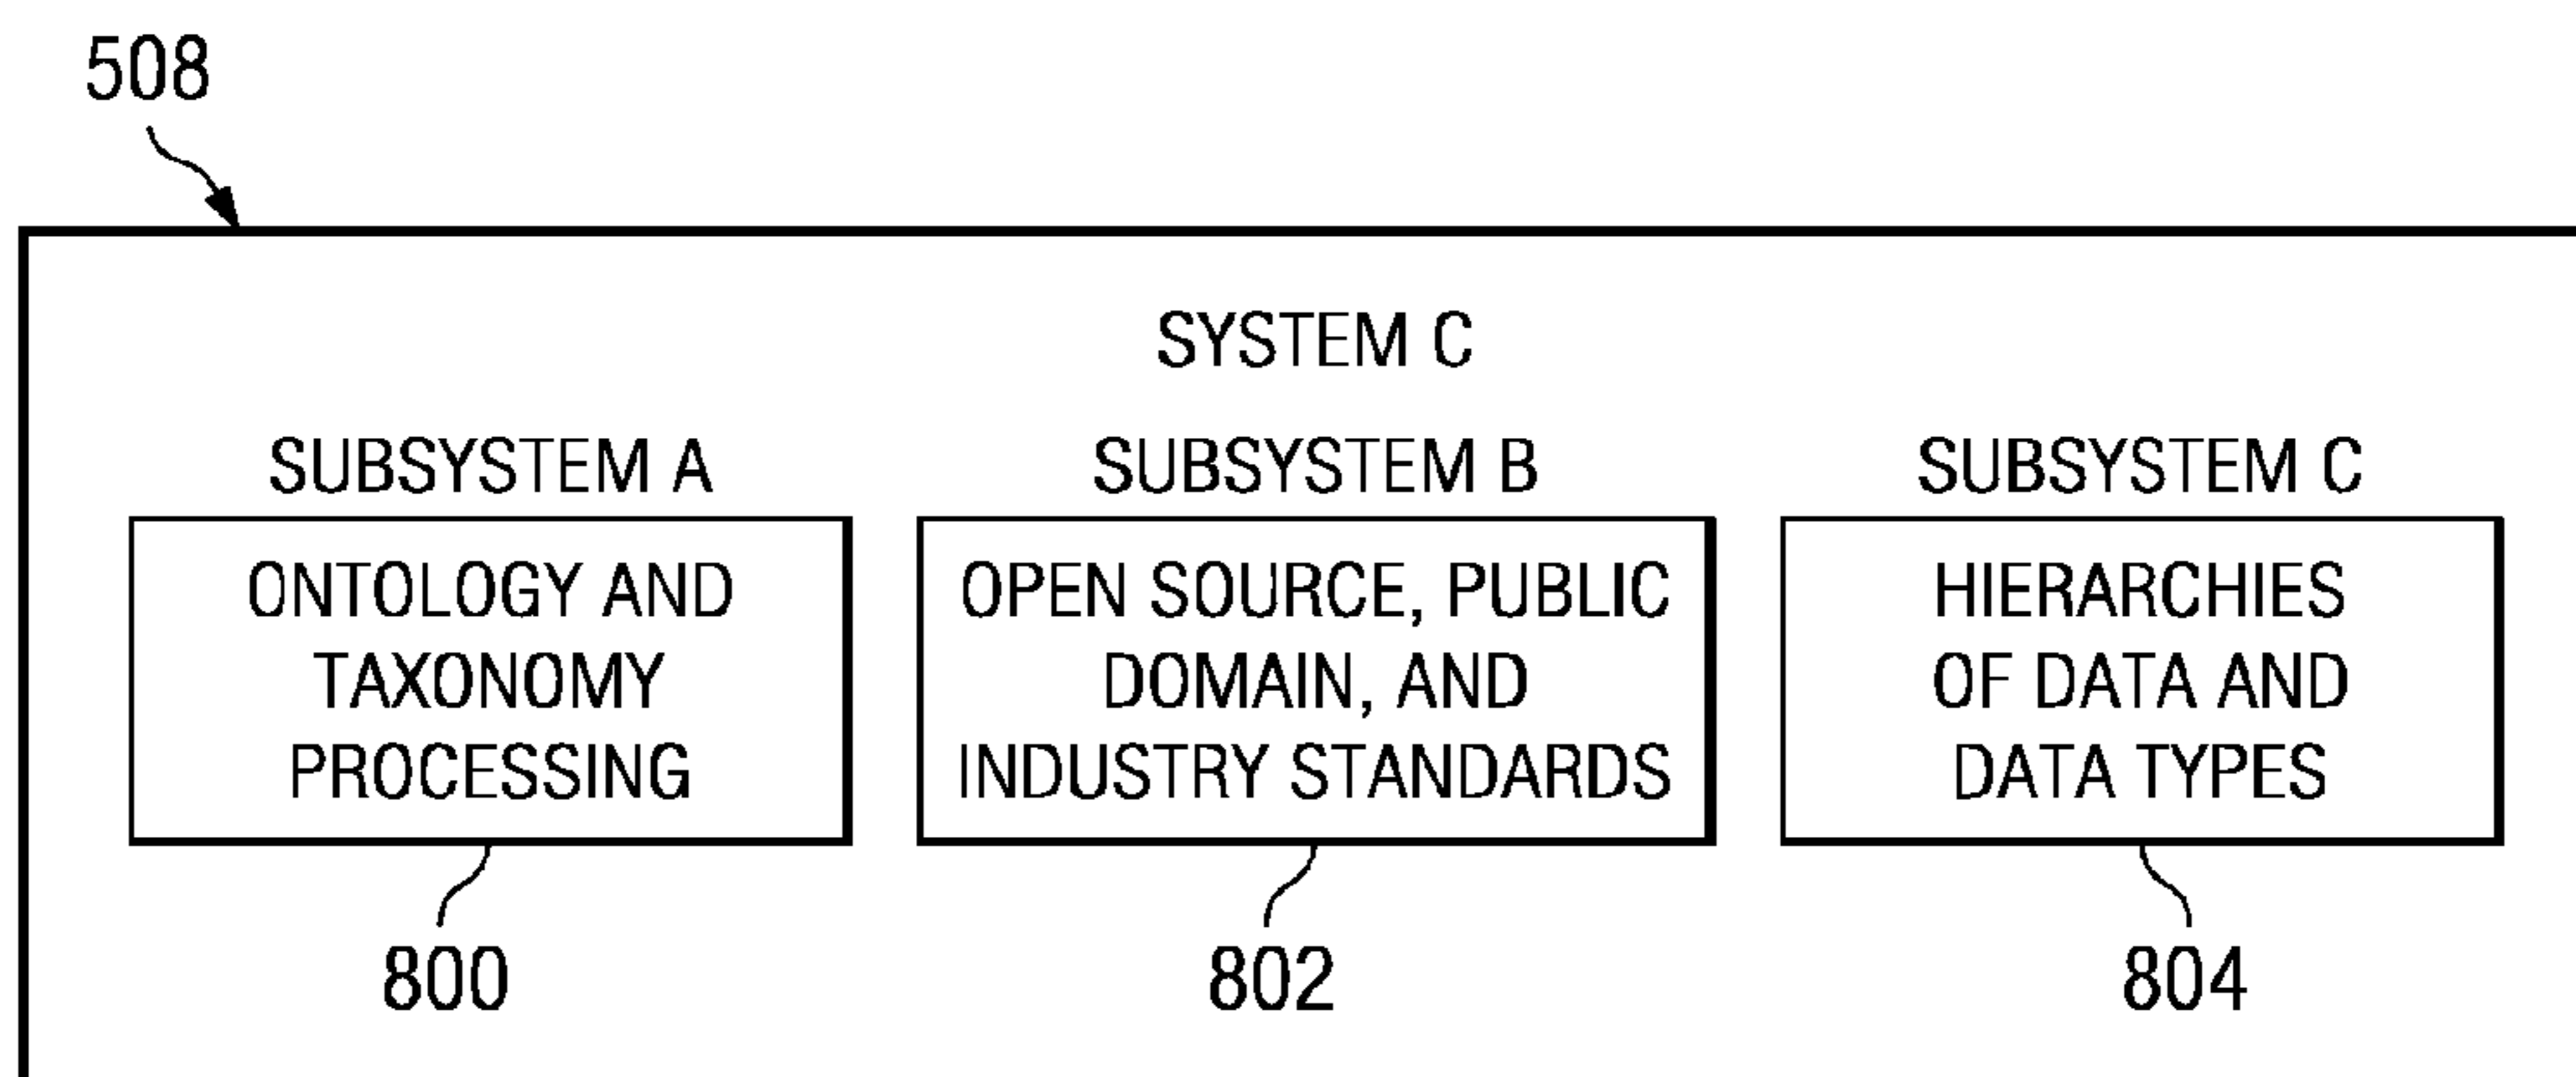 508
SYSTEM C
SUBSYSTEM A
ONTOLOGY AND
TAXONOMY
PROCESSING
800
SUBSYSTEM B
OPEN SOURCE, PUBLIC
DOMAIN, AND
INDUSTRY STANDARDS
802
SUBSYSTEM C
HIERARCHIES
OF DATA AND
DATA TYPES
804